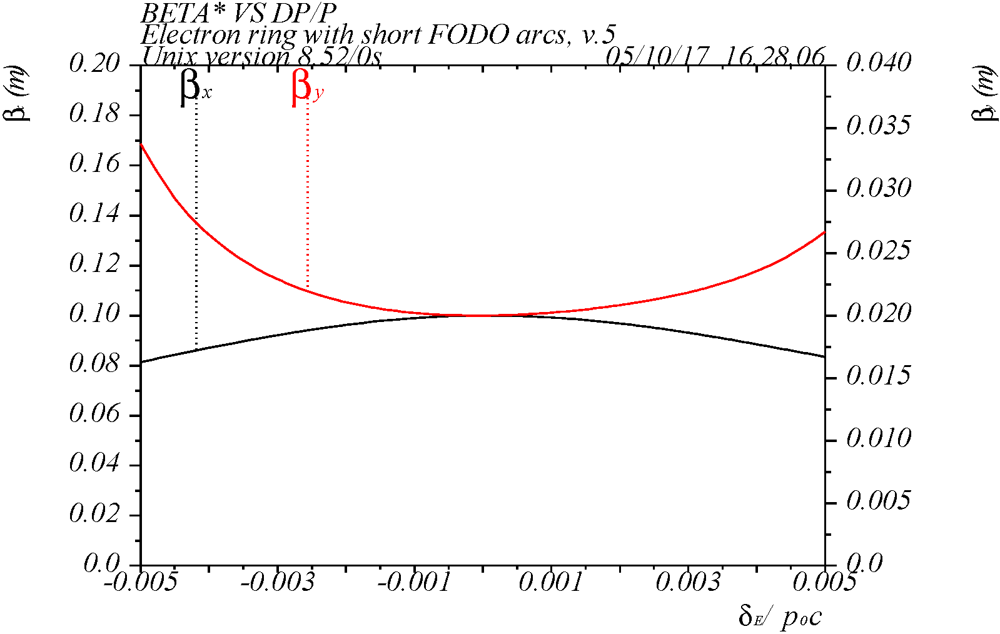 BETA* VS DP/P
Electron ring with short FODO arcs, v.5
Unix version 8.52/0s 05/10/17 16.28.06
βx (m)
βy (m)
βx
βy
0.20
0.18
0.16
0.14
0.12
0.10
0.08
0.06
0.04
0.02
0.0
0.040
0.035
0.030
0.025
0.020
0.015
0.010
0.005
0.0
-0.005 -0.003 -0.001 0.001 0.003 0.005
δE/ p0c